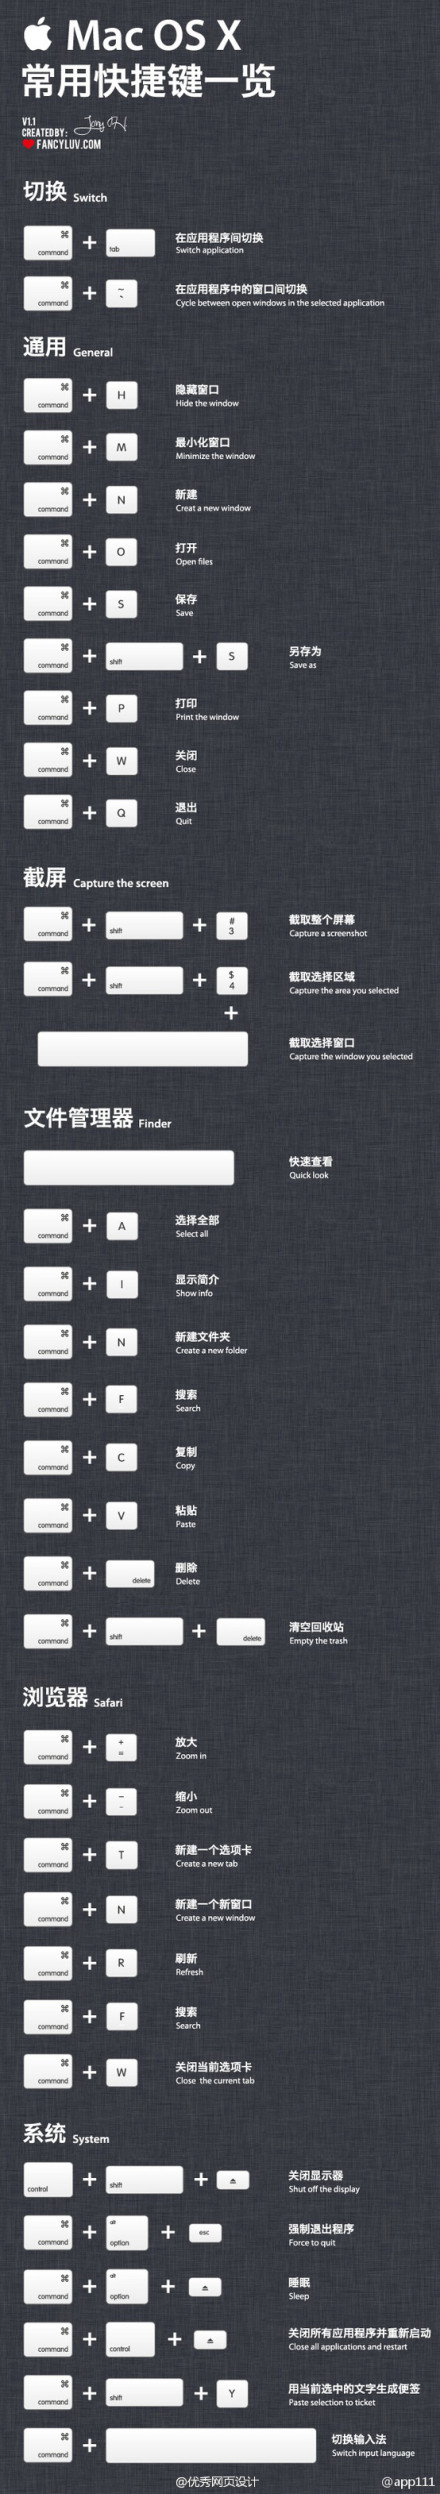 Mac OS X
常用快捷键一览
V1.1
CREATED BY:
FANCYLUV.COM
切换 Switch
⌘ command + tab 在应用程序间切换
Switch application
⌘ command + ~ ` 在应用程序中的窗口间切换
Cycle between open windows in the selected application
通用 General
⌘ command + H 隐藏窗口
Hide the window
⌘ command + M 最小化窗口
Minimize the window
⌘ command + N 新建
Creat a new window
⌘ command + O 打开
Open files
⌘ command + S 保存
Save
⌘ command + shift + S 另存为
Save as
⌘ command + P 打印
Print the window
⌘ command + W 关闭
Close
⌘ command + Q 退出
Quit
截屏 Capture the screen
⌘ command + shift + # 3 截取整个屏幕
Capture a screenshot
⌘ command + shift + $ 4 截取选择区域
Capture the area you selected
+
截取选择窗口
Capture the window you selected
文件管理器 Finder
快速查看
Quick look
⌘ command + A 选择全部
Select all
⌘ command + I 显示简介
Show info
⌘ command + N 新建文件夹
Create a new folder
⌘ command + F 搜索
Search
⌘ command + C 复制
Copy
⌘ command + V 粘贴
Paste
⌘ command + delete 删除
Delete
⌘ command + shift + delete 清空回收站
Empty the trash
浏览器 Safari
⌘ command + + = 放大
Zoom in
⌘ command + — - 缩小
Zoom out
⌘ command + T 新建一个选项卡
Create a new tab
⌘ command + N 新建一个新窗口
Create a new window
⌘ command + R 刷新
Refresh
⌘ command + F 搜索
Search
⌘ command + W 关闭当前选项卡
Close the current tab
系统 System
control + shift + ⏏ 关闭显示器
Shut off the display
⌘ command + alt option + esc 强制退出程序
Force to quit
⌘ command + alt option + ⏏ 睡眠
Sleep
⌘ command + control + ⏏ 关闭所有应用程序并重新启动
Close all applications and restart
⌘ command + shift + Y 用当前选中的文字生成便签
Paste selection to ticket
⌘ command + 切换输入法
Switch input language
@优秀网页设计 @app111